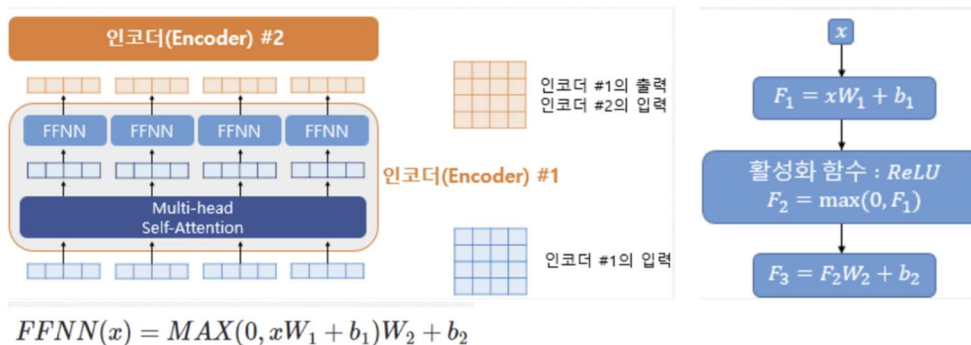 인코더(Encoder) #2
FFNN FFNN FFNN FFNN
Multi-head
Self-Attention
인코더(Encoder) #1
인코더 #1의 출력
인코더 #2의 입력
인코더 #1의 입력
x
F₁ = xW₁ + b₁
활성화 함수 : ReLU
F₂ = max(0, F₁)
F₃ = F₂W₂ + b₂
FFNN(x) = MAX(0, xW₁ + b₁)W₂ + b₂